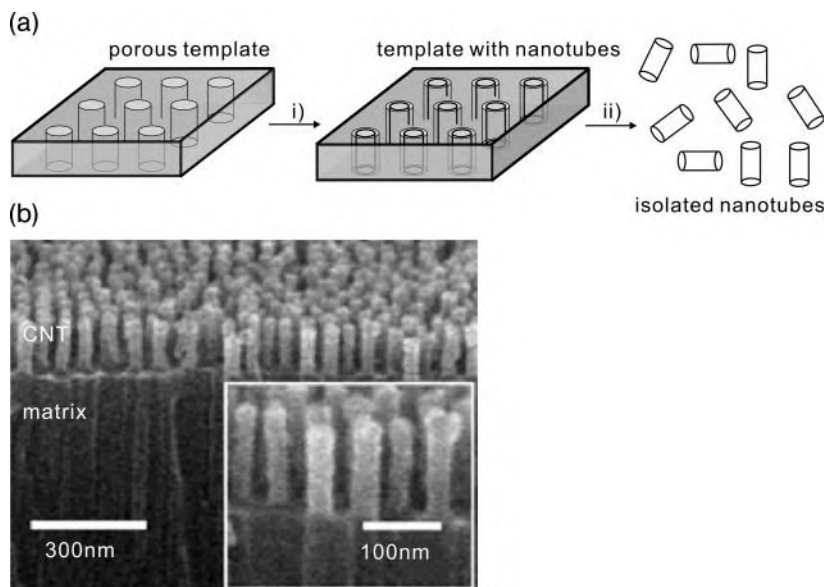 (a)
porous template
template with nanotubes
i)
ii)
isolated nanotubes
(b)
CNT
matrix
300nm
100nm